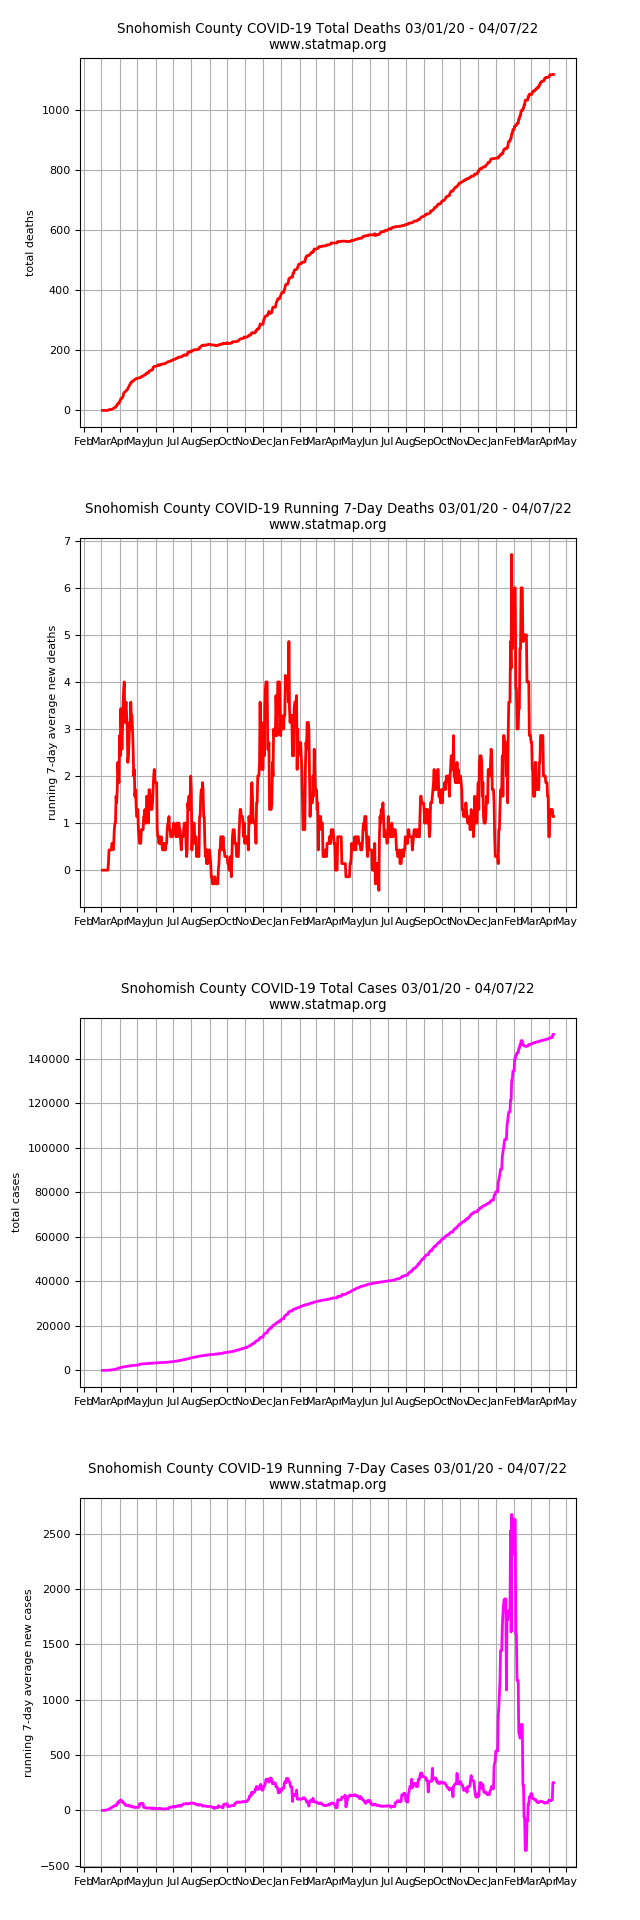 Snohomish County COVID-19 Total Deaths 03/01/20 - 04/07/22
www.statmap.org
1000
800
600
400
200
0
total deaths
Feb Mar Apr May Jun Jul Aug Sep Oct Nov Dec Jan Feb Mar Apr May Jun Jul Aug Sep Oct Nov Dec Jan Feb Mar Apr May
Snohomish County COVID-19 Running 7-Day Deaths 03/01/20 - 04/07/22
www.statmap.org
7
6
5
4
3
2
1
0
running 7-day average new deaths
Feb Mar Apr May Jun Jul Aug Sep Oct Nov Dec Jan Feb Mar Apr May Jun Jul Aug Sep Oct Nov Dec Jan Feb Mar Apr May
Snohomish County COVID-19 Total Cases 03/01/20 - 04/07/22
www.statmap.org
140000
120000
100000
80000
60000
40000
20000
0
total cases
Feb Mar Apr May Jun Jul Aug Sep Oct Nov Dec Jan Feb Mar Apr May Jun Jul Aug Sep Oct Nov Dec Jan Feb Mar Apr May
Snohomish County COVID-19 Running 7-Day Cases 03/01/20 - 04/07/22
www.statmap.org
2500
2000
1500
1000
500
0
−500
running 7-day average new cases
Feb Mar Apr May Jun Jul Aug Sep Oct Nov Dec Jan Feb Mar Apr May Jun Jul Aug Sep Oct Nov Dec Jan Feb Mar Apr May